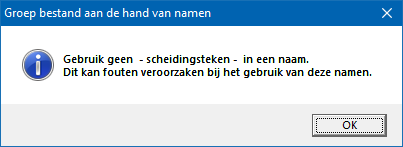 Groep bestand aan de hand van namen
Gebruik geen - scheidingsteken - in een naam.
Dit kan fouten veroorzaken bij het gebruik van deze namen.
OK